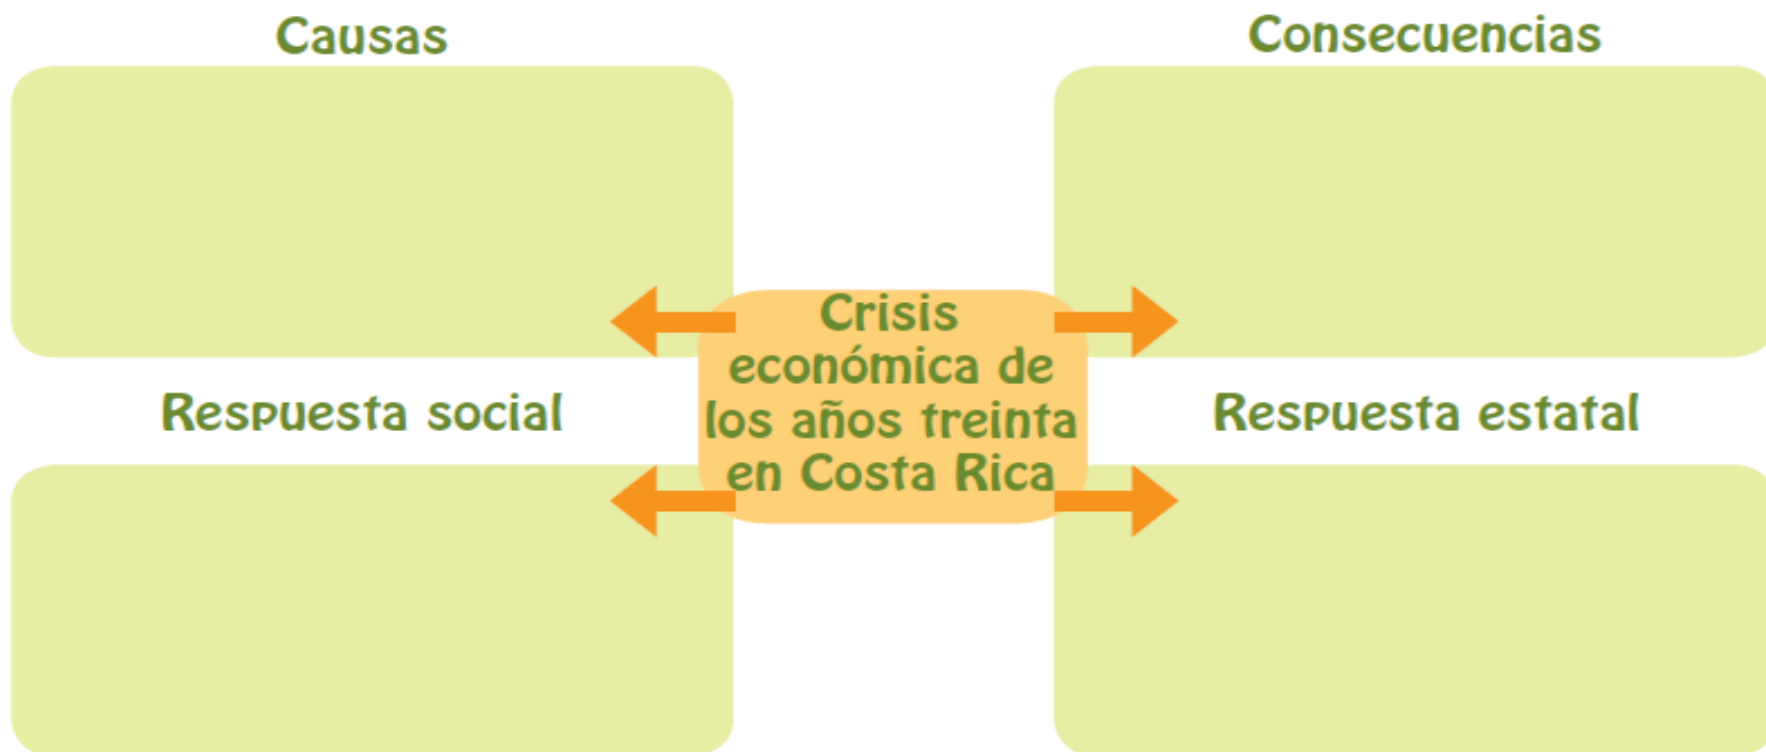 Causas
Consecuencias
Crisis
económica de
los años treinta
en Costa Rica
Respuesta social
Respuesta estatal